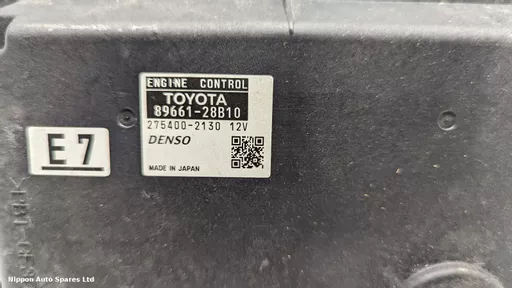 ENGINE CONTROL
TOYOTA
89661-28B10
275400-2130 12V
DENSO
MADE IN JAPAN
E7
Nippon Auto Spares Ltd